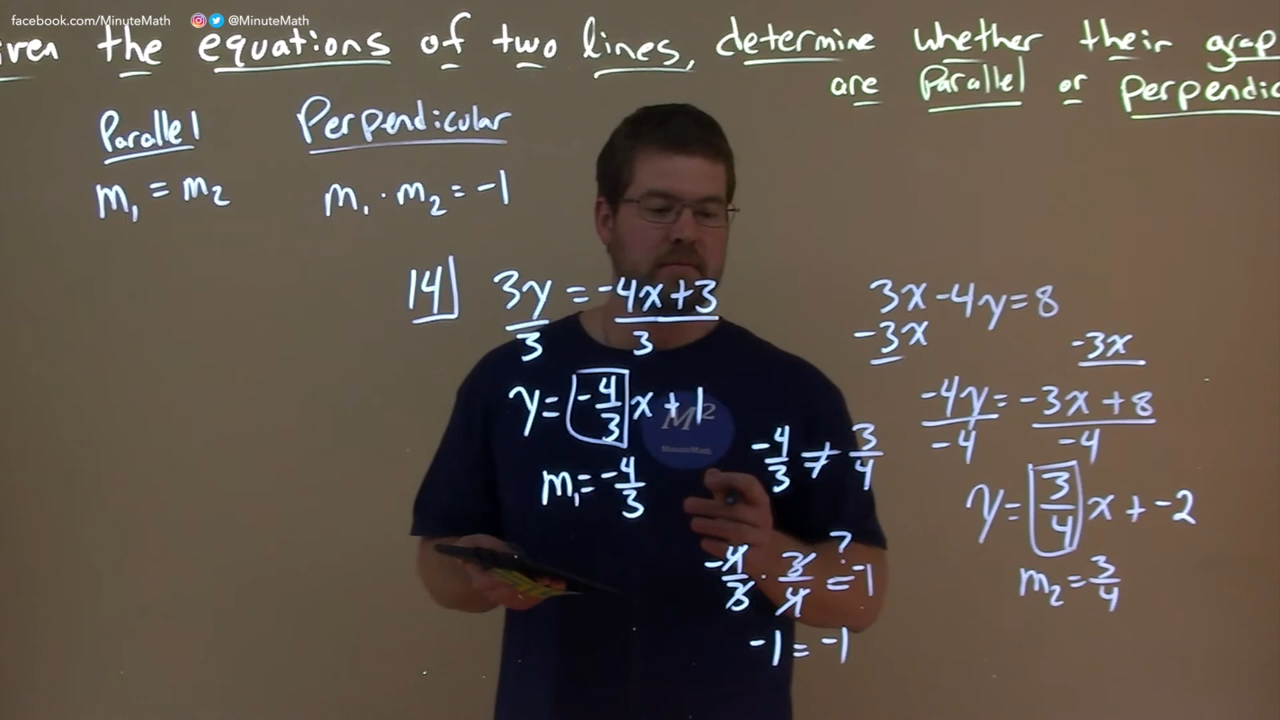 facebook.com/MinuteMath @MinuteMath
the equations of two lines, determine whether their
are Parallel or
Parallel Perpendicular
m₁ = m₂ m₁ · m₂ = -1
14 3y = -4x+3 3x-4y=8
3 3 -3x -3x
-4y = -3x + 8
-4 -4
y = -4/3 x + 1
M²
MinuteMath
-4/3 ≠ 3/4
m₁ = -4/3
y = 3/4 x + -2
-4/3 · 3/4 ?= -1
m₂ = 3/4
-1 = -1